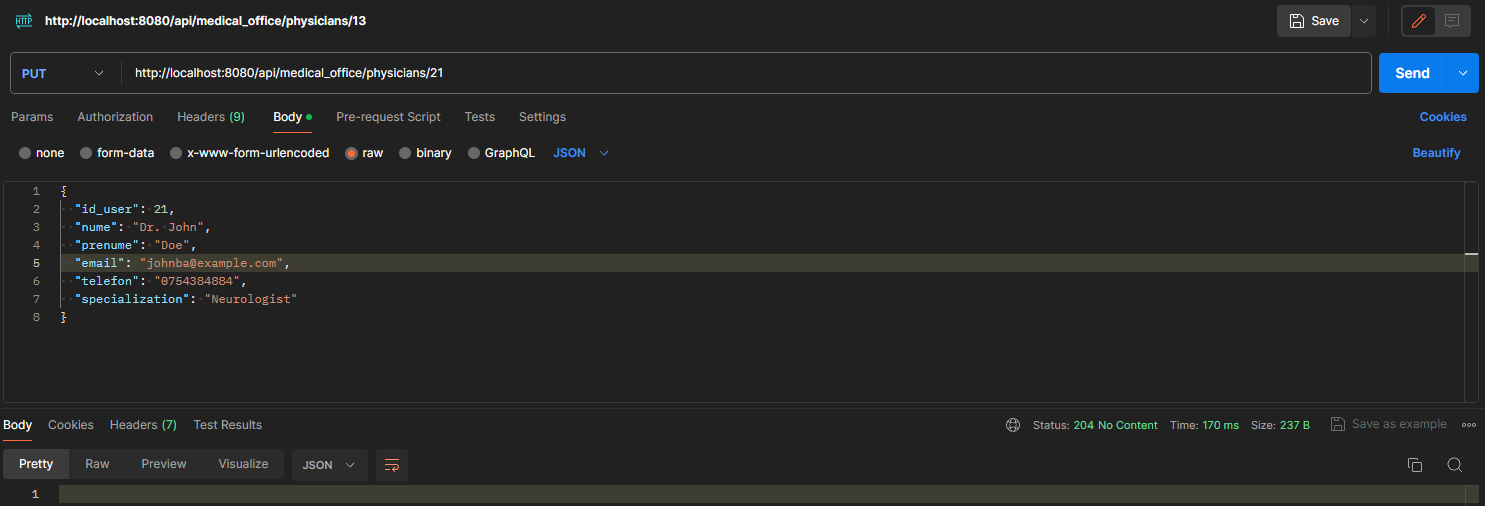 HTTP http://localhost:8080/api/medical_office/physicians/13 Save
PUT http://localhost:8080/api/medical_office/physicians/21 Send
Params Authorization Headers (9) Body Pre-request Script Tests Settings Cookies
none form-data x-www-form-urlencoded raw binary GraphQL JSON Beautify
1 {
2 "id_user": 21,
3 "nume": "Dr. John",
4 "prenume": "Doe",
5 "email": "johnba@example.com",
6 "telefon": "0754384884",
7 "specialization": "Neurologist"
8 }
Body Cookies Headers (7) Test Results Status: 204 No Content Time: 170 ms Size: 237 B Save as example
Pretty Raw Preview Visualize JSON
1